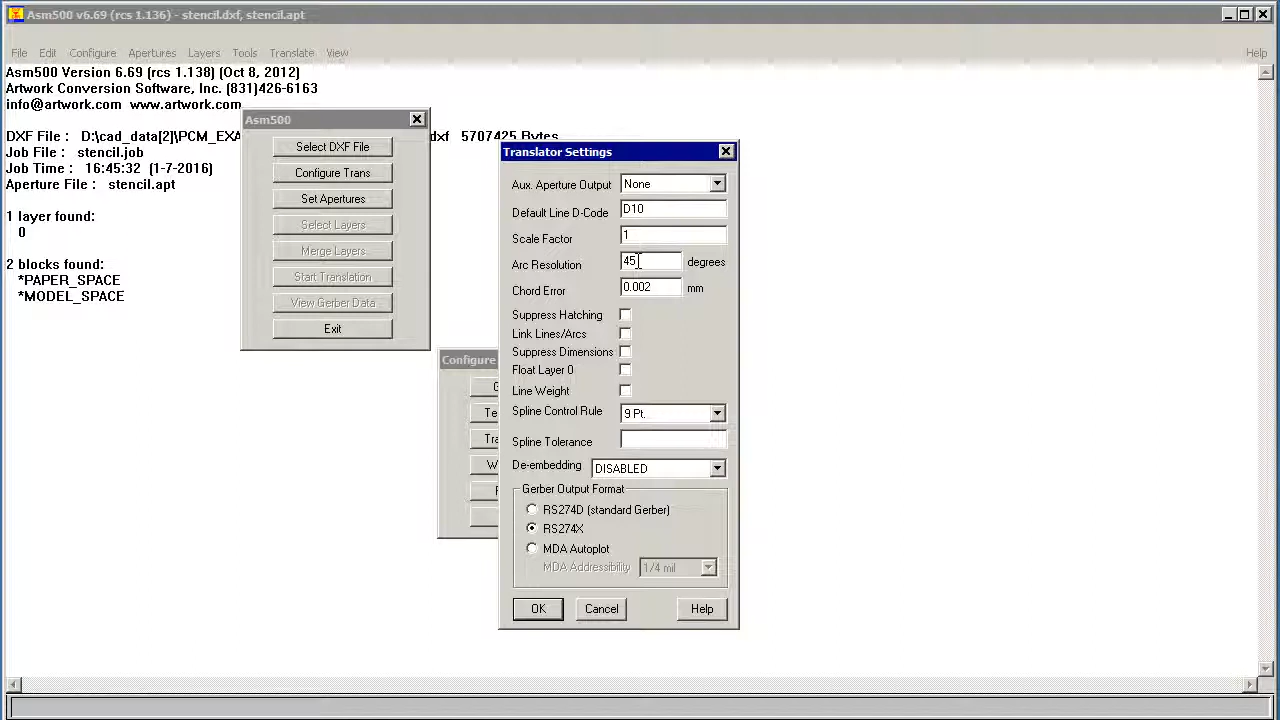 Asm500 v6.69 (rcs 1.136) - stencil.dxf, stencil.apt
File Edit Configure Apertures Layers Tools Translate View Help
Asm500 Version 6.69 (rcs 1.138) (Oct 8, 2012)
Artwork Conversion Software, Inc. (831)426-6163
info@artwork.com www.artwork.com
DXF File : D:\cad_data[2]\PCM_EXA dxf 5707425 Bytes
Job File : stencil.job
Job Time : 16:45:32 (1-7-2016)
Aperture File : stencil.apt
1 layer found:
0
2 blocks found:
*PAPER_SPACE
*MODEL_SPACE
Asm500
Select DXF File
Configure Trans
Set Apertures
Select Layers
Merge Layers
Start Translation
View Gerber Data
Exit
Configure
Te
Tra
W
Translator Settings
Aux. Aperture Output None
Default Line D-Code D10
Scale Factor 1
Arc Resolution 45 degrees
Chord Error 0.002 mm
Suppress Hatching
Link Lines/Arcs
Suppress Dimensions
Float Layer 0
Line Weight
Spline Control Rule 9 Pt.
Spline Tolerance
De-embedding DISABLED
Gerber Output Format
RS274D (standard Gerber)
RS274X
MDA Autoplot
MDA Addressibility 1/4 mil
OK Cancel Help